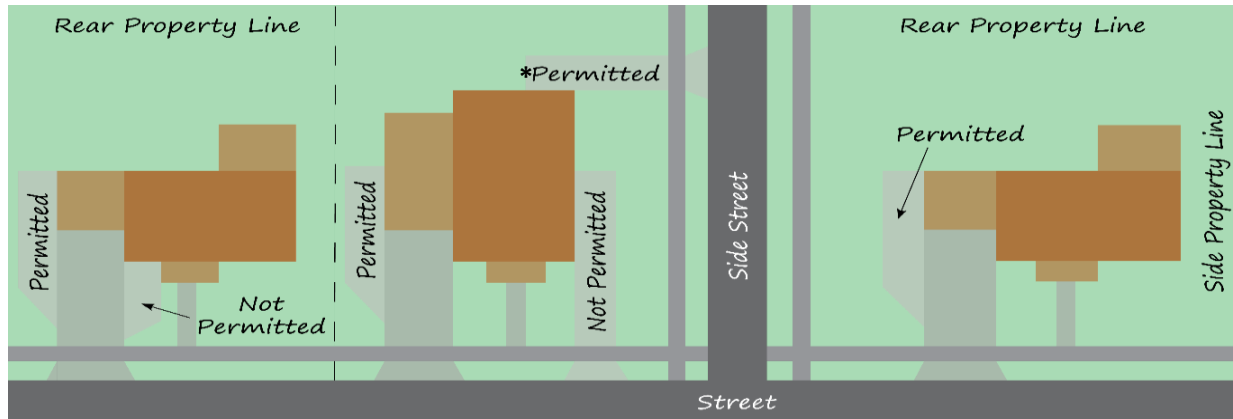 Rear Property Line
Permitted
Not
Permitted
*Permitted
Permitted
Not Permitted
Side Street
Rear Property Line
Permitted
Side Property Line
Street